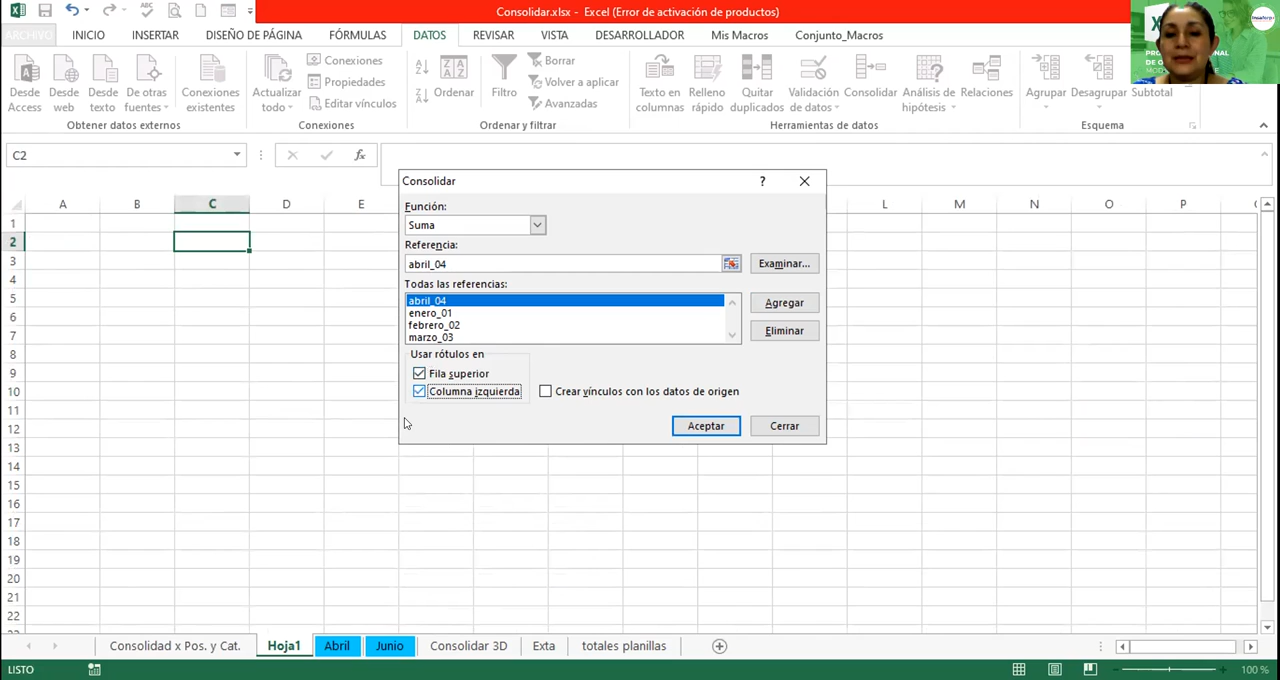 Consolidar.xlsx - Excel (Error de activación de productos)
ARCHIVO INICIO INSERTAR DISEÑO DE PÁGINA FÓRMULAS DATOS REVISAR VISTA DESARROLLADOR Mis Macros Conjunto_Macros
Desde Access
Desde web
Desde texto
De otras fuentes
Conexiones existentes
Obtener datos externos
Actualizar todo
Conexiones
Propiedades
Editar vínculos
Conexiones
Ordenar
Filtro
Borrar
Volver a aplicar
Avanzadas
Ordenar y filtrar
Texto en columnas
Relleno rápido
Quitar duplicados
Validación de datos
Consolidar
Análisis de hipótesis
Relaciones
Herramientas de datos
Agrupar
Desagrupar
Subtotal
Esquema
C2
fx
A B C D E L M N O P
1
2
3
4
5
6
7
8
9
10
11
12
13
14
15
16
17
18
19
20
21
22
Consolidar ?
Función:
Suma
Referencia:
abril_04 Examinar...
Todas las referencias:
abril_04
enero_01
febrero_02
marzo_03
Agregar
Eliminar
Usar rótulos en
Fila superior
Columna izquierda Crear vínculos con los datos de origen
Aceptar Cerrar
Consolidad x Pos. y Cat. Hoja1 Abril Junio Consolidar 3D Exta totales planillas
LISTO 100 %